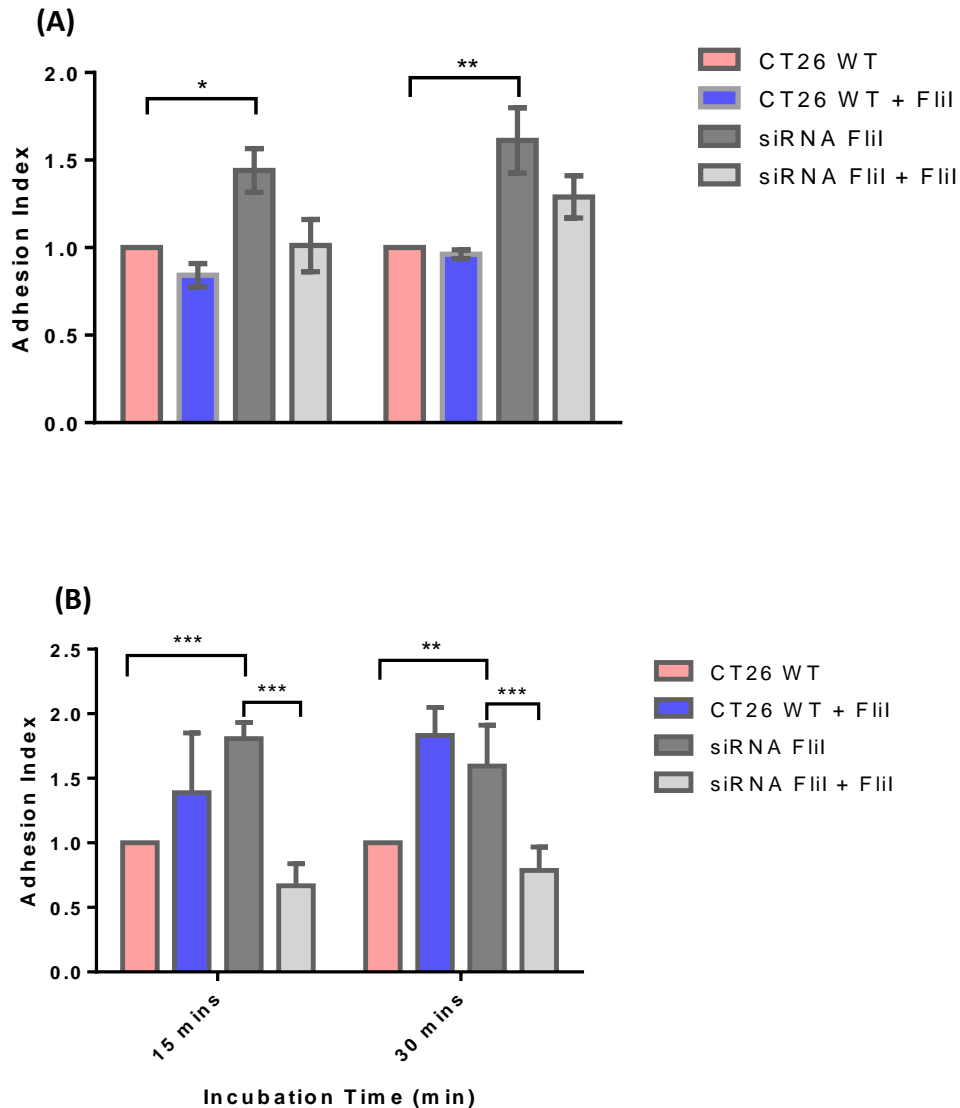 (A)
CT26 WT
CT26 WT + FliI
siRNA FliI
siRNA FliI + FliI
*
**
2.0
1.5
1.0
0.5
0.0
Adhesion Index
(B)
CT26 WT
CT26 WT + FliI
siRNA FliI
siRNA FliI + FliI
***
***
**
***
2.5
2.0
1.5
1.0
0.5
0.0
Adhesion Index
15 mins
30 mins
Incubation Time (min)